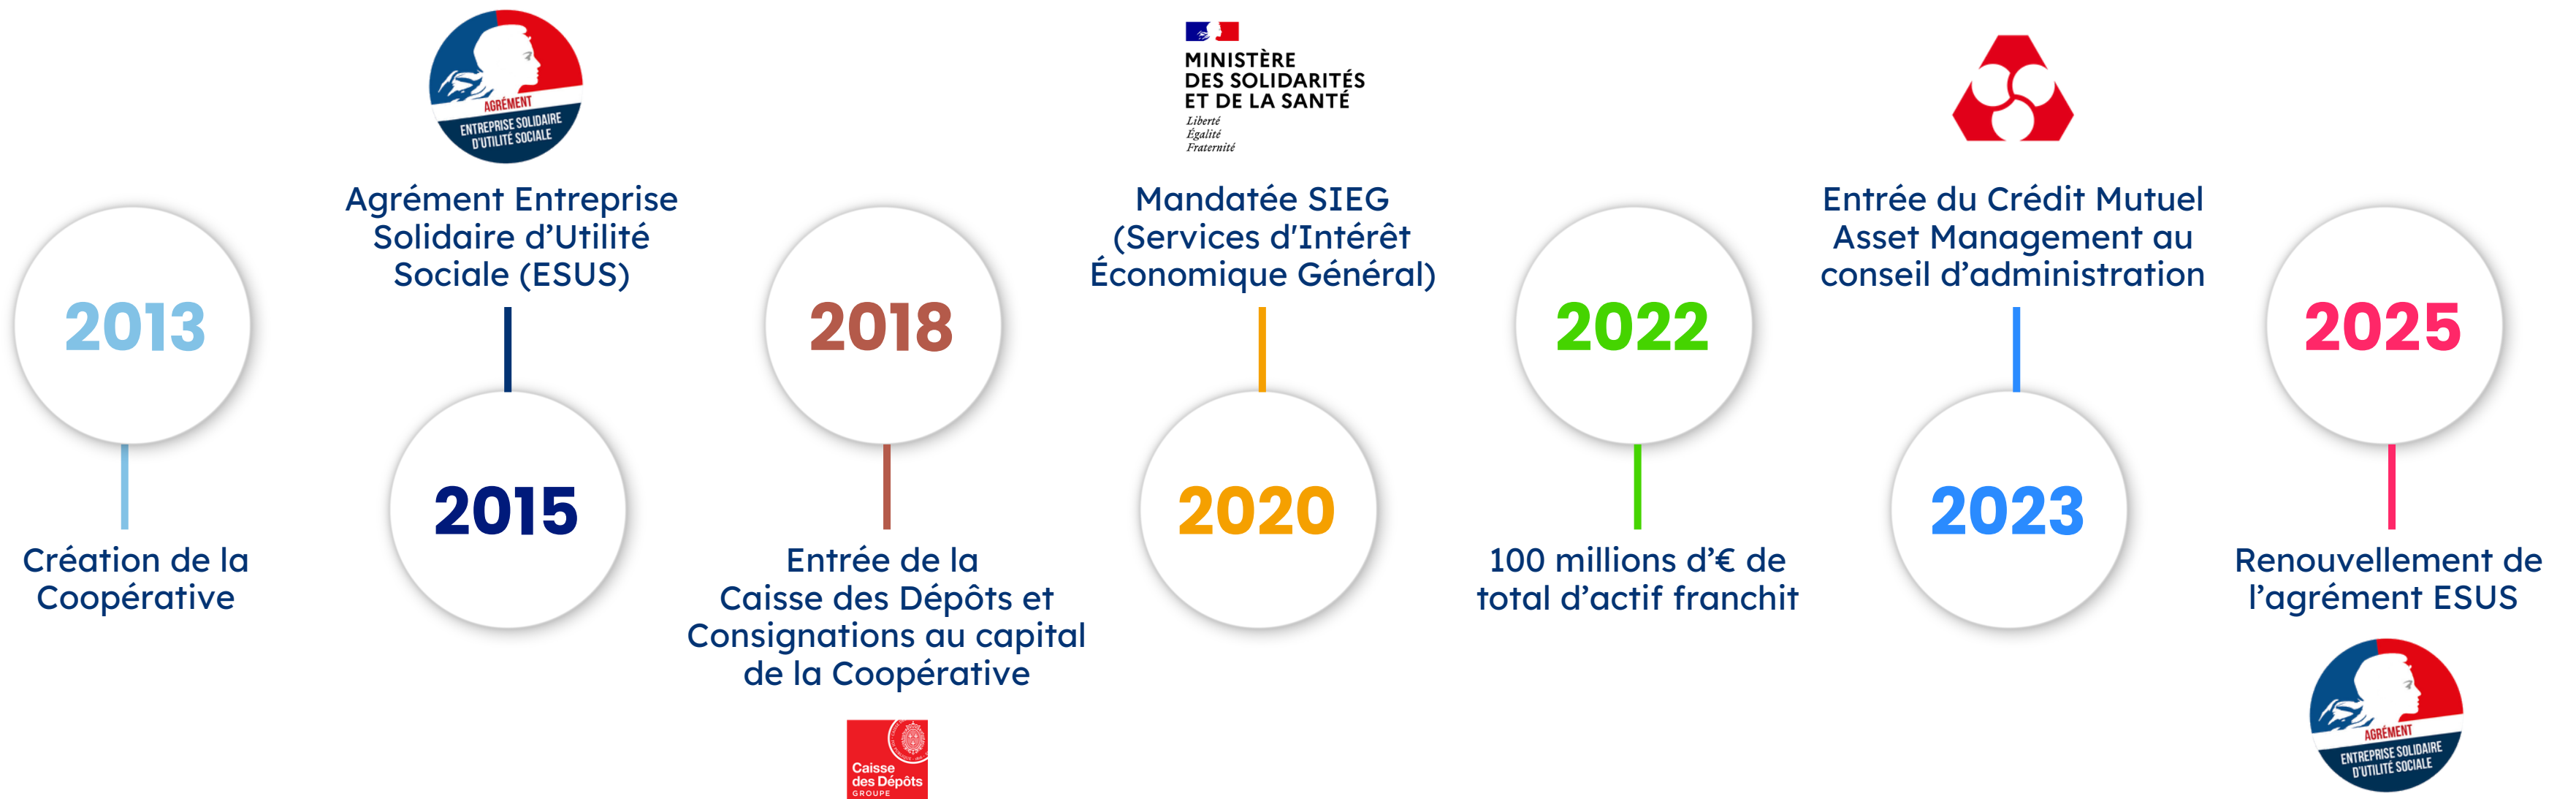 2013
Création de la
Coopérative
AGRÉMENT
ENTREPRISE SOLIDAIRE
D'UTILITÉ SOCIALE
Agrément Entreprise
Solidaire d’Utilité
Sociale (ESUS)
2015
2018
Entrée de la
Caisse des Dépôts et
Consignations au capital
de la Coopérative
Caisse
des Dépôts
GROUPE
MINISTÈRE
DES SOLIDARITÉS
ET DE LA SANTÉ
Liberté
Égalité
Fraternité
Mandatée SIEG
(Services d'Intérêt
Économique Général)
2020
2022
100 millions d’€ de
total d’actif franchit
Entrée du Crédit Mutuel
Asset Management au
conseil d’administration
2023
2025
Renouvellement de
l’agrément ESUS
AGRÉMENT
ENTREPRISE SOLIDAIRE
D'UTILITÉ SOCIALE